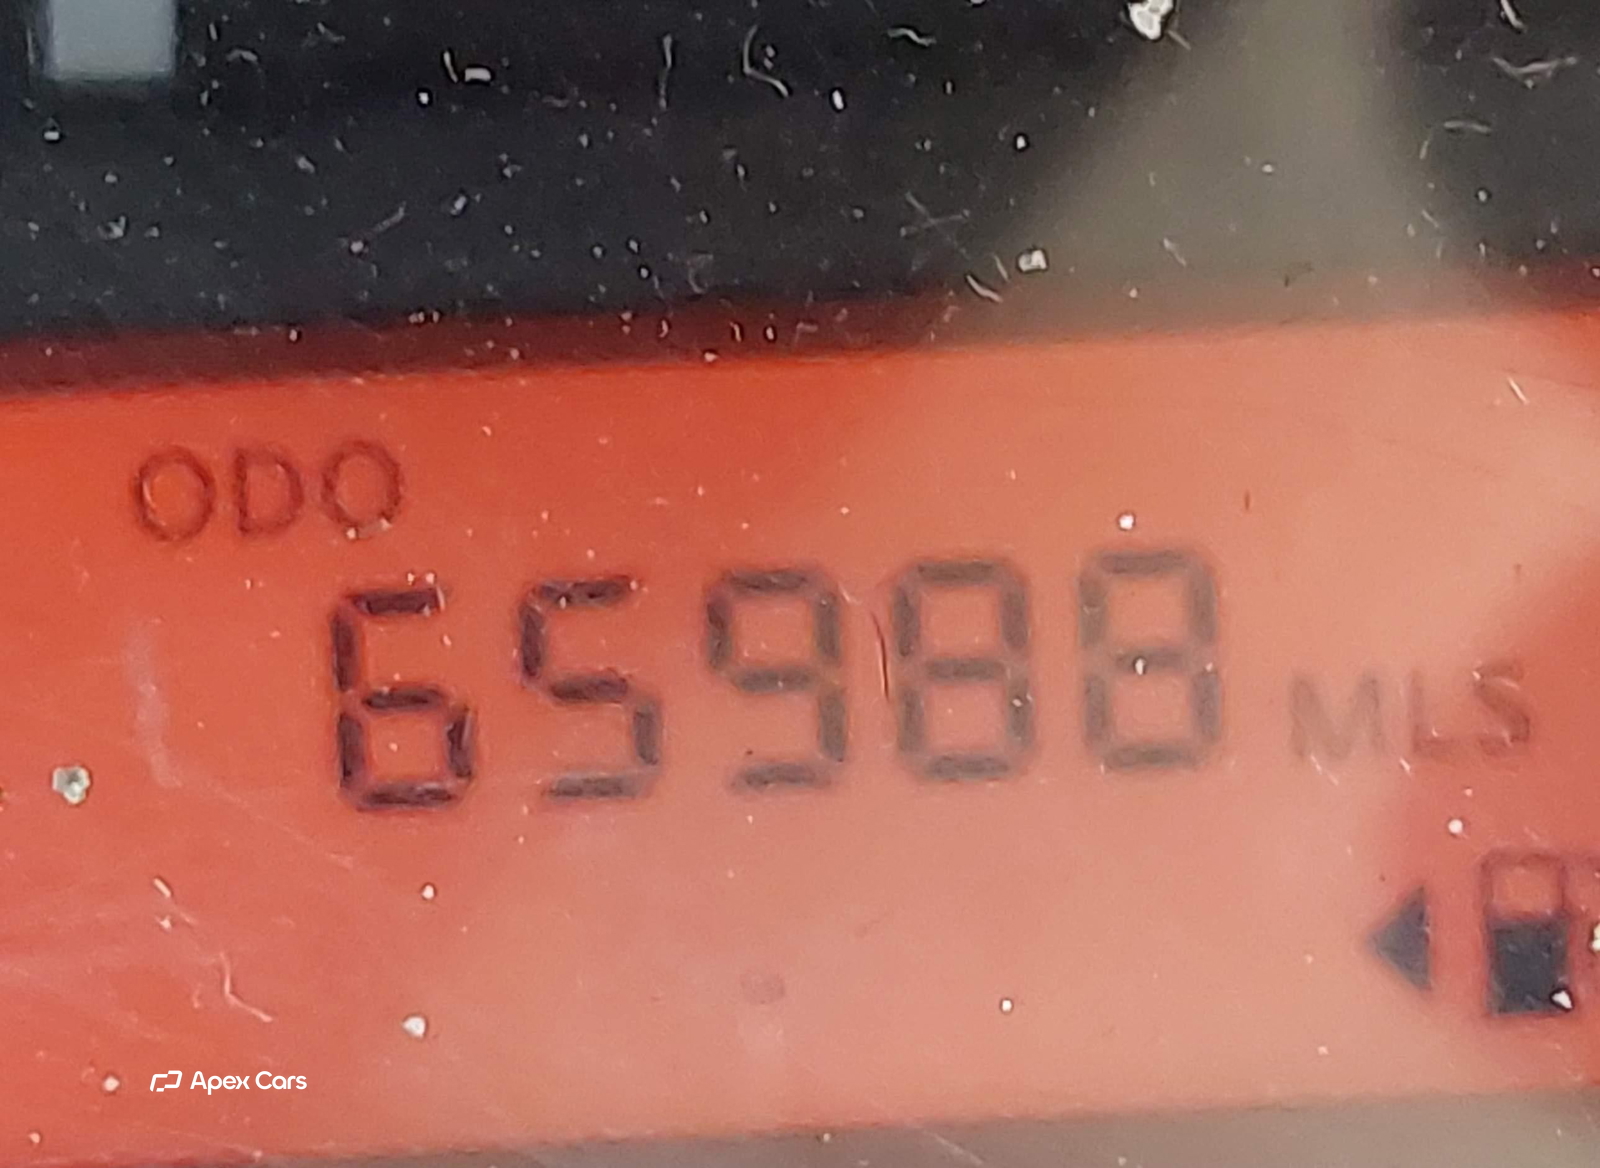 ODO
65988 MLS
Apex Cars